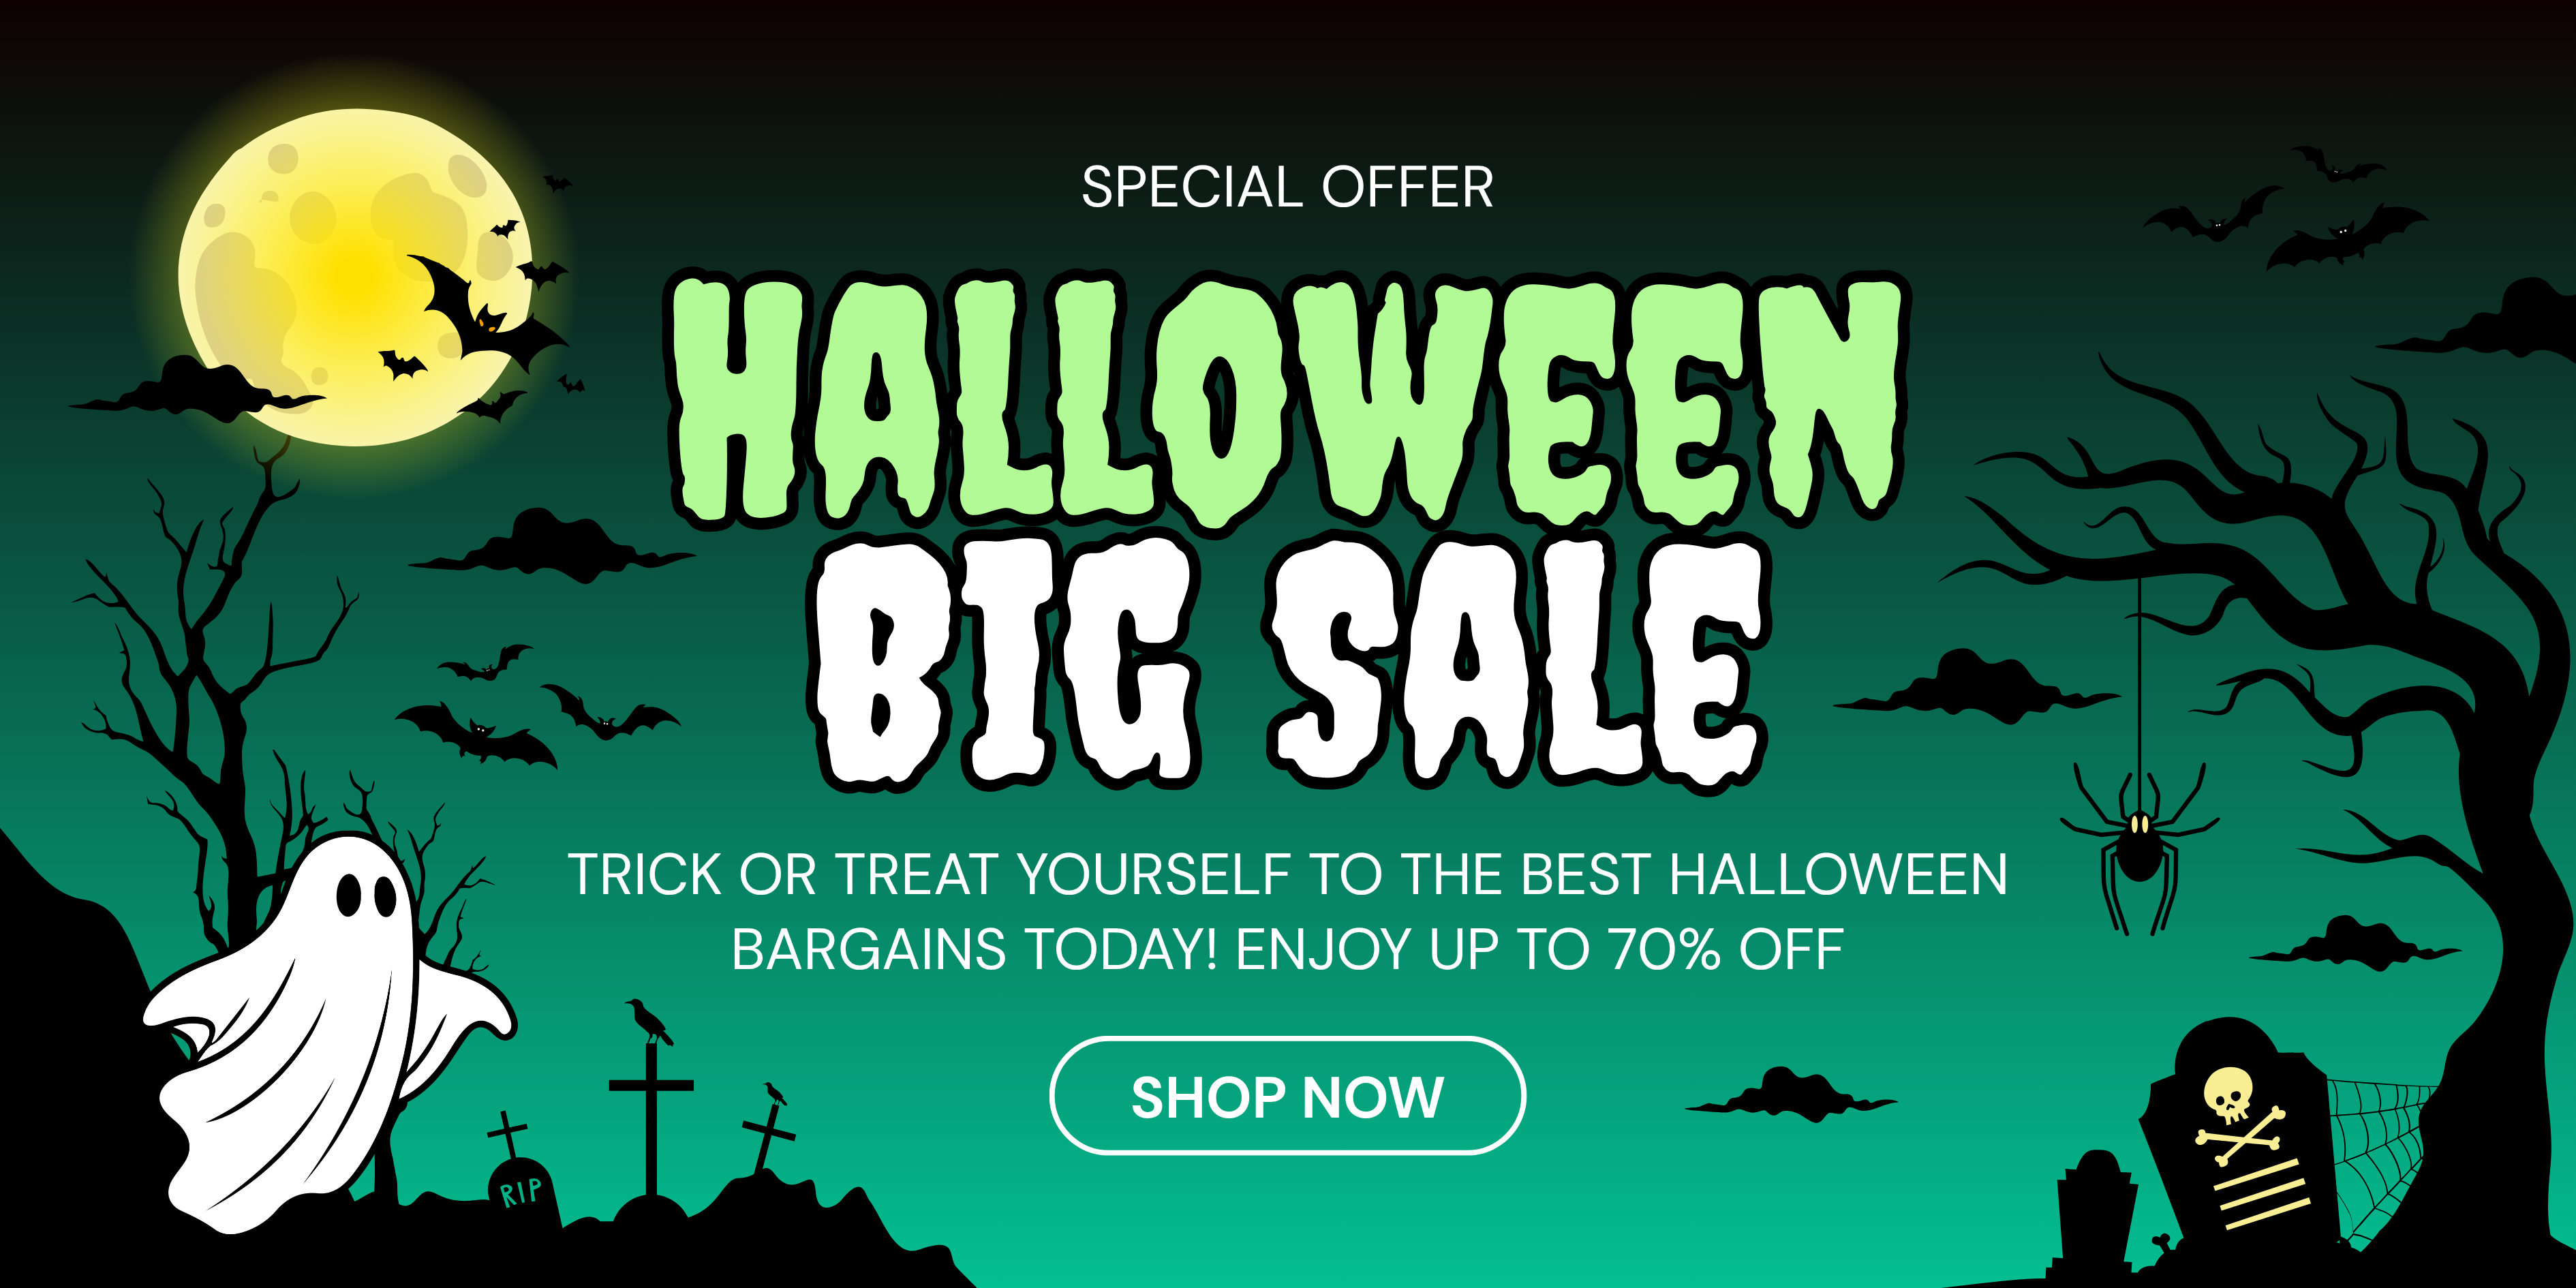 SPECIAL OFFER
HALLOWEEN
BIG SALE
TRICK OR TREAT YOURSELF TO THE BEST HALLOWEEN
BARGAINS TODAY! ENJOY UP TO 70% OFF
SHOP NOW
RIP